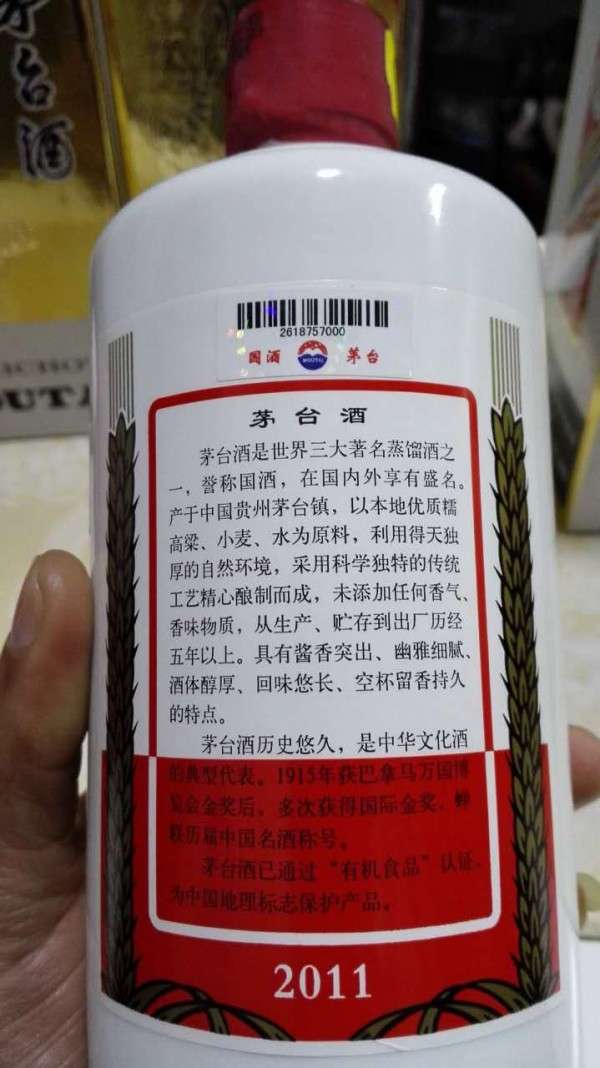 茅台酒
ACHO
UTA
2618757000
国酒
MOUTAI
茅台
茅台酒
茅台酒是世界三大著名蒸馏酒之
一，誉称国酒，在国内外享有盛名。
产于中国贵州茅台镇，以本地优质糯
高粱、小麦、水为原料，利用得天独
厚的自然环境，采用科学独特的传统
工艺精心酿制而成，未添加任何香气、
香味物质，从生产、贮存到出厂历经
五年以上。具有酱香突出、幽雅细腻、
酒体醇厚、回味悠长、空杯留香持久
的特点。
茅台酒历史悠久，是中华文化酒
的典型代表。1915年获巴拿马万国博
览会金奖后，多次获得国际金奖，蝉
联历届中国名酒称号。
茅台酒已通过“有机食品”认证，
为中国地理标志保护产品。
2011